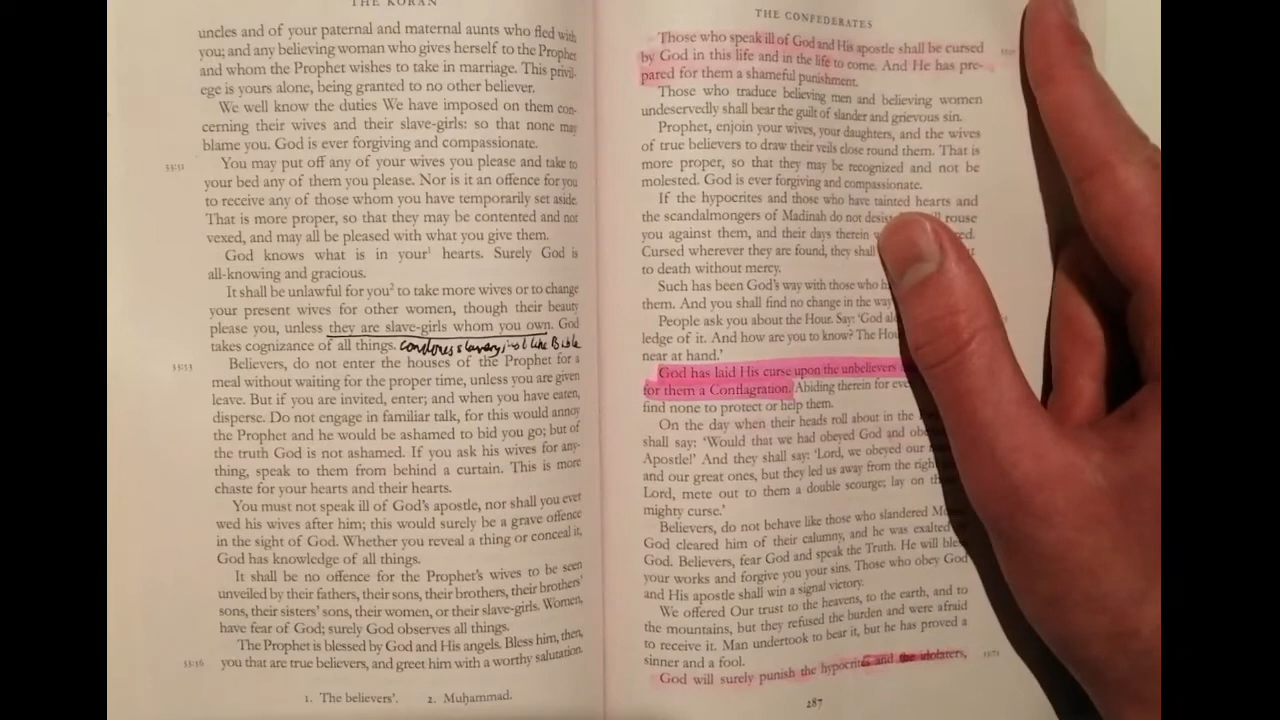 THE KORAN
uncles and of your paternal and maternal aunts who fled with
you; and any believing woman who gives herself to the Prophet
and whom the Prophet wishes to take in marriage. This privil-
ege is yours alone, being granted to no other believer.
We well know the duties We have imposed on them con-
cerning their wives and their slave-girls: so that none may
blame you. God is ever forgiving and compassionate.
33:51
You may put off any of your wives you please and take to
your bed any of them you please. Nor is it an offence for you
to receive any of those whom you have temporarily set aside.
That is more proper, so that they may be contented and not
vexed, and may all be pleased with what you give them.
God knows what is in your¹ hearts. Surely God is
all-knowing and gracious.
It shall be unlawful for you² to take more wives or to change
your present wives for other women, though their beauty
please you, unless they are slave-girls whom you own. God
takes cognizance of all things. Condones slavery, just like Bible
33:53
Believers, do not enter the houses of the Prophet for a
meal without waiting for the proper time, unless you are given
leave. But if you are invited, enter; and when you have eaten,
disperse. Do not engage in familiar talk, for this would annoy
the Prophet and he would be ashamed to bid you go; but of
the truth God is not ashamed. If you ask his wives for any-
thing, speak to them from behind a curtain. This is more
chaste for your hearts and their hearts.
You must not speak ill of God's apostle, nor shall you ever
wed his wives after him; this would surely be a grave offence
in the sight of God. Whether you reveal a thing or conceal it,
God has knowledge of all things.
It shall be no offence for the Prophet's wives to be seen
unveiled by their fathers, their sons, their brothers, their brothers'
sons, their sisters' sons, their women, or their slave-girls. Women,
have fear of God; surely God observes all things.
The Prophet is blessed by God and His angels. Bless him, then,
33:56 you that are true believers, and greet him with a worthy salutation.
1. The believers'. 2. Muḥammad.
THE CONFEDERATES
Those who speak ill of God and His apostle shall be cursed
by God in this life and in the life to come. And He has pre-
pared for them a shameful punishment.
Those who traduce believing men and believing women
undeservedly shall bear the guilt of slander and grievous sin.
Prophet, enjoin your wives, your daughters, and the wives
of true believers to draw their veils close round them. That is
more proper, so that they may be recognized and not be
molested. God is ever forgiving and compassionate.
If the hypocrites and those who have tainted hearts and
the scandalmongers of Madinah do not desist rouse
you against them, and their days therein
Cursed wherever they are found, they shall
to death without mercy.
Such has been God's way with those who
them. And you shall find no change in the
People ask you about the Hour. Say: 'God
ledge of it. And how are you to know? The
near at hand.'
God has laid His curse upon the unbelievers
for them a Conflagration. Abiding therein for
find none to protect or help them.
On the day when their heads roll about in the
shall say: 'Would that we had obeyed God and
Apostle!' And they shall say: 'Lord, we obeyed our
and our great ones, but they led us away from the
Lord, mete out to them a double scourge; lay on
mighty curse.'
Believers, do not behave like those who slandered
God cleared him of their calumny, and he was exalted
God. Believers, fear God and speak the Truth. He will
your works and forgive you your sins. Those who obey God
and His apostle shall win a signal victory.
We offered Our trust to the heavens, to the earth, and to
the mountains, but they refused the burden and were afraid
to receive it. Man undertook to bear it, but he has proved a
sinner and a fool.
God will surely punish the hypocrites and the idolaters,
287